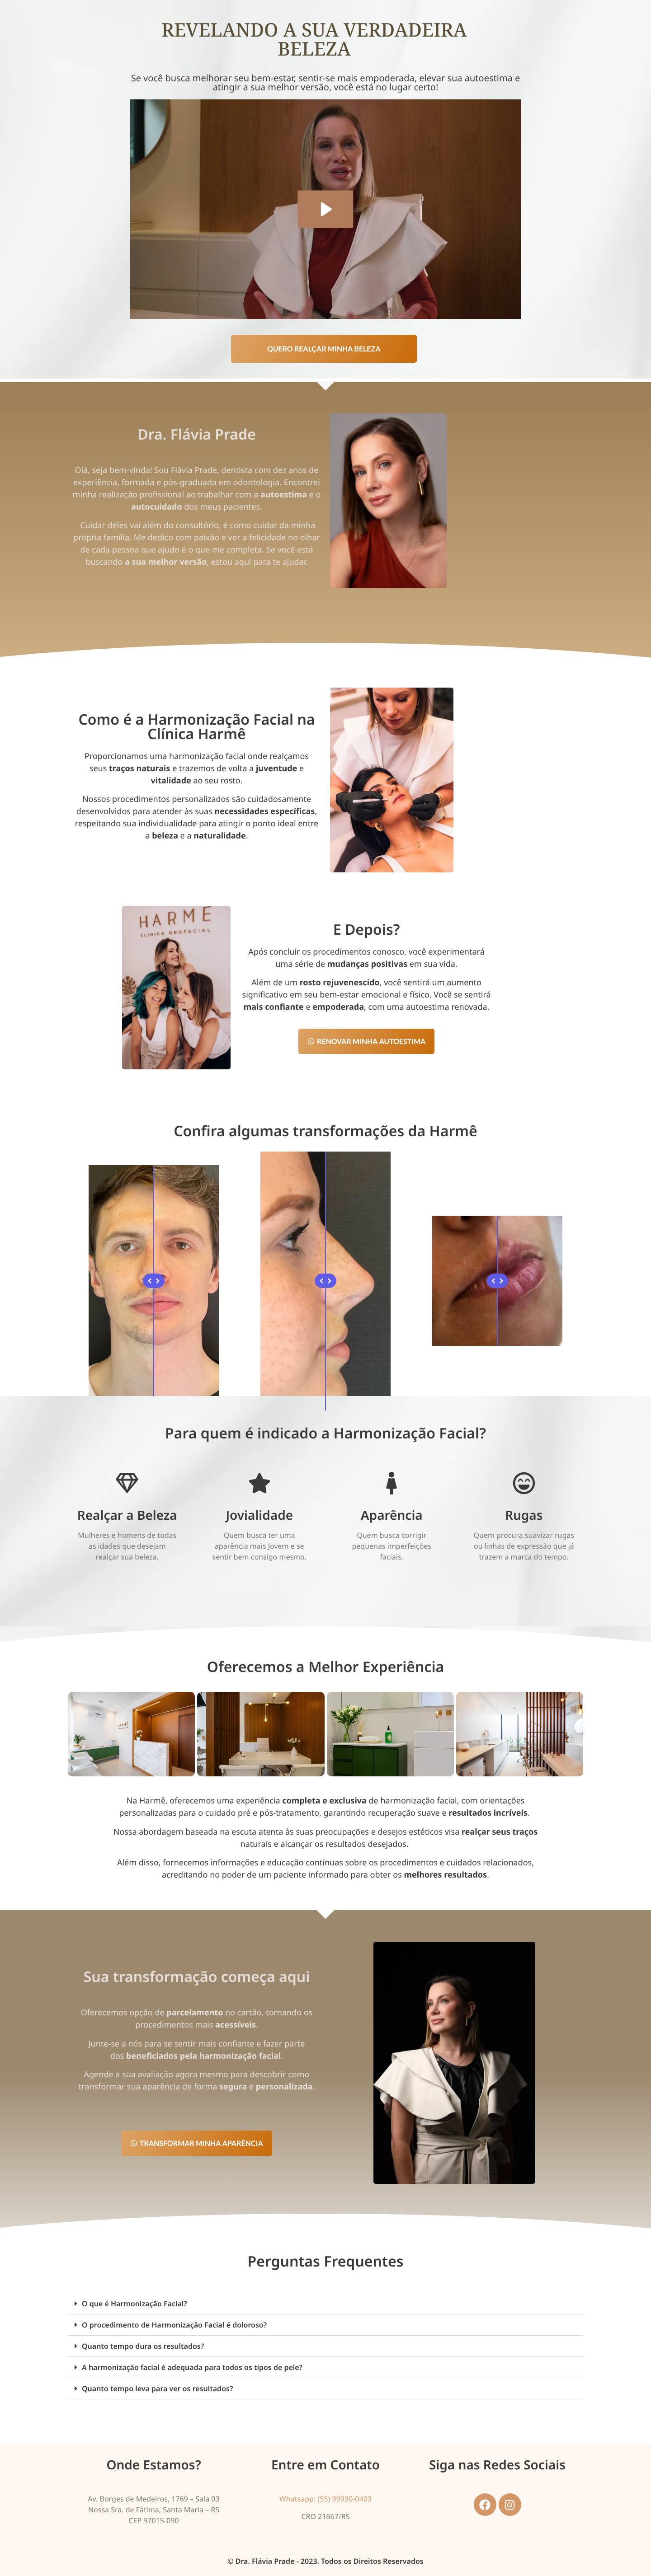 REVELANDO A SUA VERDADEIRA
BELEZA
Se você busca melhorar seu bem-estar, sentir-se mais empoderada, elevar sua autoestima e
atingir a sua melhor versão, você está no lugar certo!
QUERO REALÇAR MINHA BELEZA
Dra. Flávia Prade
Olá, seja bem-vinda! Sou Flávia Prade, dentista com dez anos de
experiência, formada e pós-graduada em odontologia. Encontrei
minha realização profissional ao trabalhar com a autoestima e o
autocuidado dos meus pacientes.
Cuidar deles vai além do consultório, é como cuidar da minha
própria família. Me dedico com paixão e ver a felicidade no olhar
de cada pessoa que ajudo é o que me completa. Se você está
buscando a sua melhor versão, estou aqui para te ajudar.
Como é a Harmonização Facial na
Clínica Harmê
Proporcionamos uma harmonização facial onde realçamos
seus traços naturais e trazemos de volta a juventude e
vitalidade ao seu rosto.
Nossos procedimentos personalizados são cuidadosamente
desenvolvidos para atender às suas necessidades específicas,
respeitando sua individualidade para atingir o ponto ideal entre
a beleza e a naturalidade.
HARMÊ
CLINICA OROFACIAL
E Depois?
Após concluir os procedimentos conosco, você experimentará
uma série de mudanças positivas em sua vida.
Além de um rosto rejuvenescido, você sentirá um aumento
significativo em seu bem-estar emocional e físico. Você se sentirá
mais confiante e empoderada, com uma autoestima renovada.
RENOVAR MINHA AUTOESTIMA
Confira algumas transformações da Harmê
Para quem é indicado a Harmonização Facial?
Realçar a Beleza
Mulheres e homens de todas
as idades que desejam
realçar sua beleza.
Jovialidade
Quem busca ter uma
aparência mais Jovem e se
sentir bem consigo mesmo.
Aparência
Quem busca corrigir
pequenas imperfeições
faciais.
Rugas
Quem procura suavizar rugas
ou linhas de expressão que já
trazem a marca do tempo.
Oferecemos a Melhor Experiência
Na Harmê, oferecemos uma experiência completa e exclusiva de harmonização facial, com orientações
personalizadas para o cuidado pré e pós-tratamento, garantindo recuperação suave e resultados incríveis.
Nossa abordagem baseada na escuta atenta às suas preocupações e desejos estéticos visa realçar seus traços
naturais e alcançar os resultados desejados.
Além disso, fornecemos informações e educação contínuas sobre os procedimentos e cuidados relacionados,
acreditando no poder de um paciente informado para obter os melhores resultados.
Sua transformação começa aqui
Oferecemos opção de parcelamento no cartão, tornando os
procedimentos mais acessíveis.
Junte-se a nós para se sentir mais confiante e fazer parte
dos beneficiados pela harmonização facial.
Agende a sua avaliação agora mesmo para descobrir como
transformar sua aparência de forma segura e personalizada.
TRANSFORMAR MINHA APARÊNCIA
Perguntas Frequentes
O que é Harmonização Facial?
O procedimento de Harmonização Facial é doloroso?
Quanto tempo dura os resultados?
A harmonização facial é adequada para todos os tipos de pele?
Quanto tempo leva para ver os resultados?
Onde Estamos?
Av. Borges de Medeiros, 1769 – Sala 03
Nossa Sra. de Fátima, Santa Maria – RS
CEP 97015-090
Entre em Contato
Whatsapp: (55) 99930-0403
CRO 21667/RS
Siga nas Redes Sociais
© Dra. Flávia Prade - 2023. Todos os Direitos Reservados